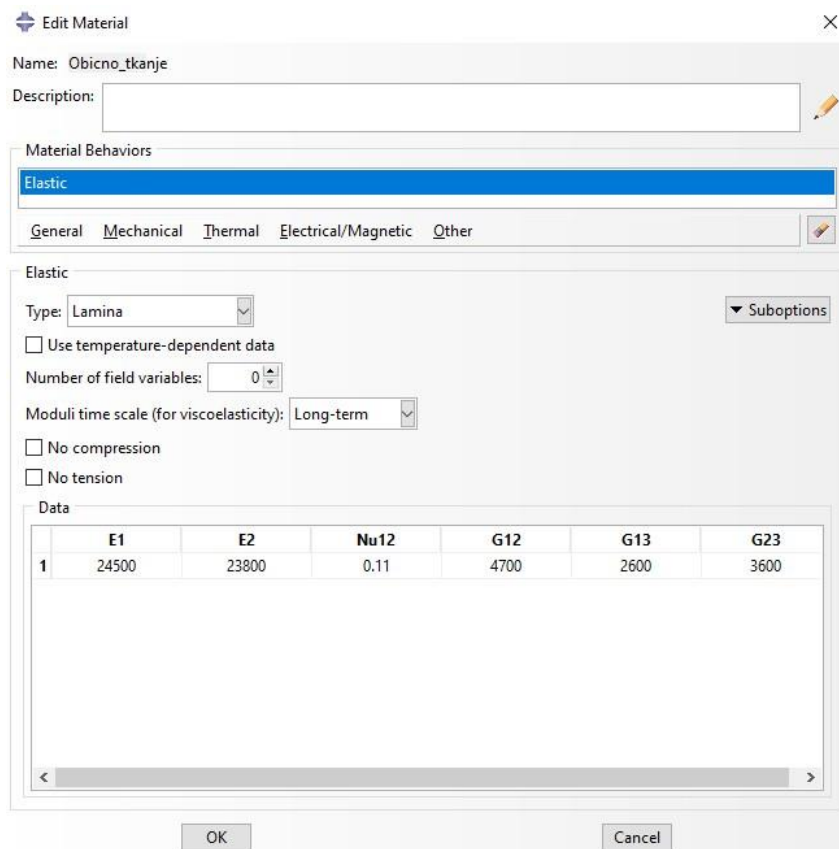 Edit Material
Name: Obicno_tkanje
Description:
Material Behaviors
Elastic
General Mechanical Thermal Electrical/Magnetic Other
Elastic
Type: Lamina
Suboptions
Use temperature-dependent data
Number of field variables: 0
Moduli time scale (for viscoelasticity): Long-term
No compression
No tension
Data
E1 E2 Nu12 G12 G13 G23
1 24500 23800 0.11 4700 2600 3600
OK Cancel